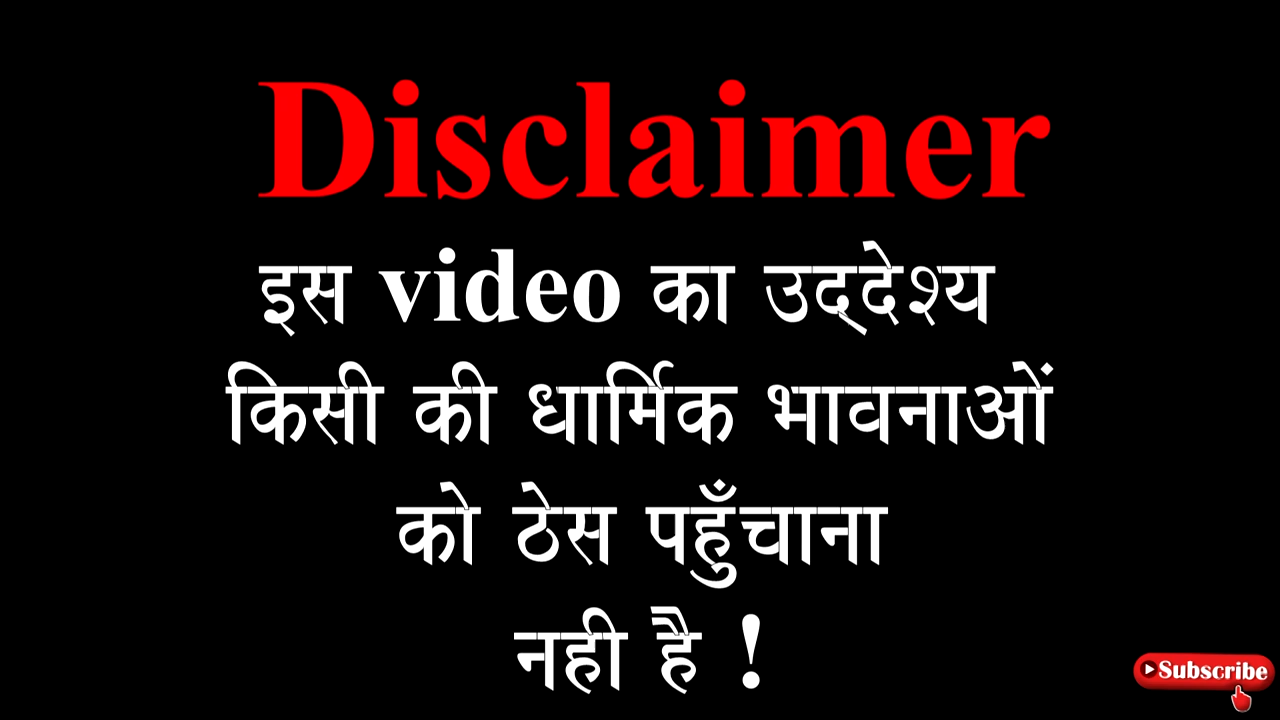 Disclaimer
इस video का उद्‌देश्य
किसी की धार्मिक भावनाओं
को ठेस पहुँचाना
नही है !
Subscribe